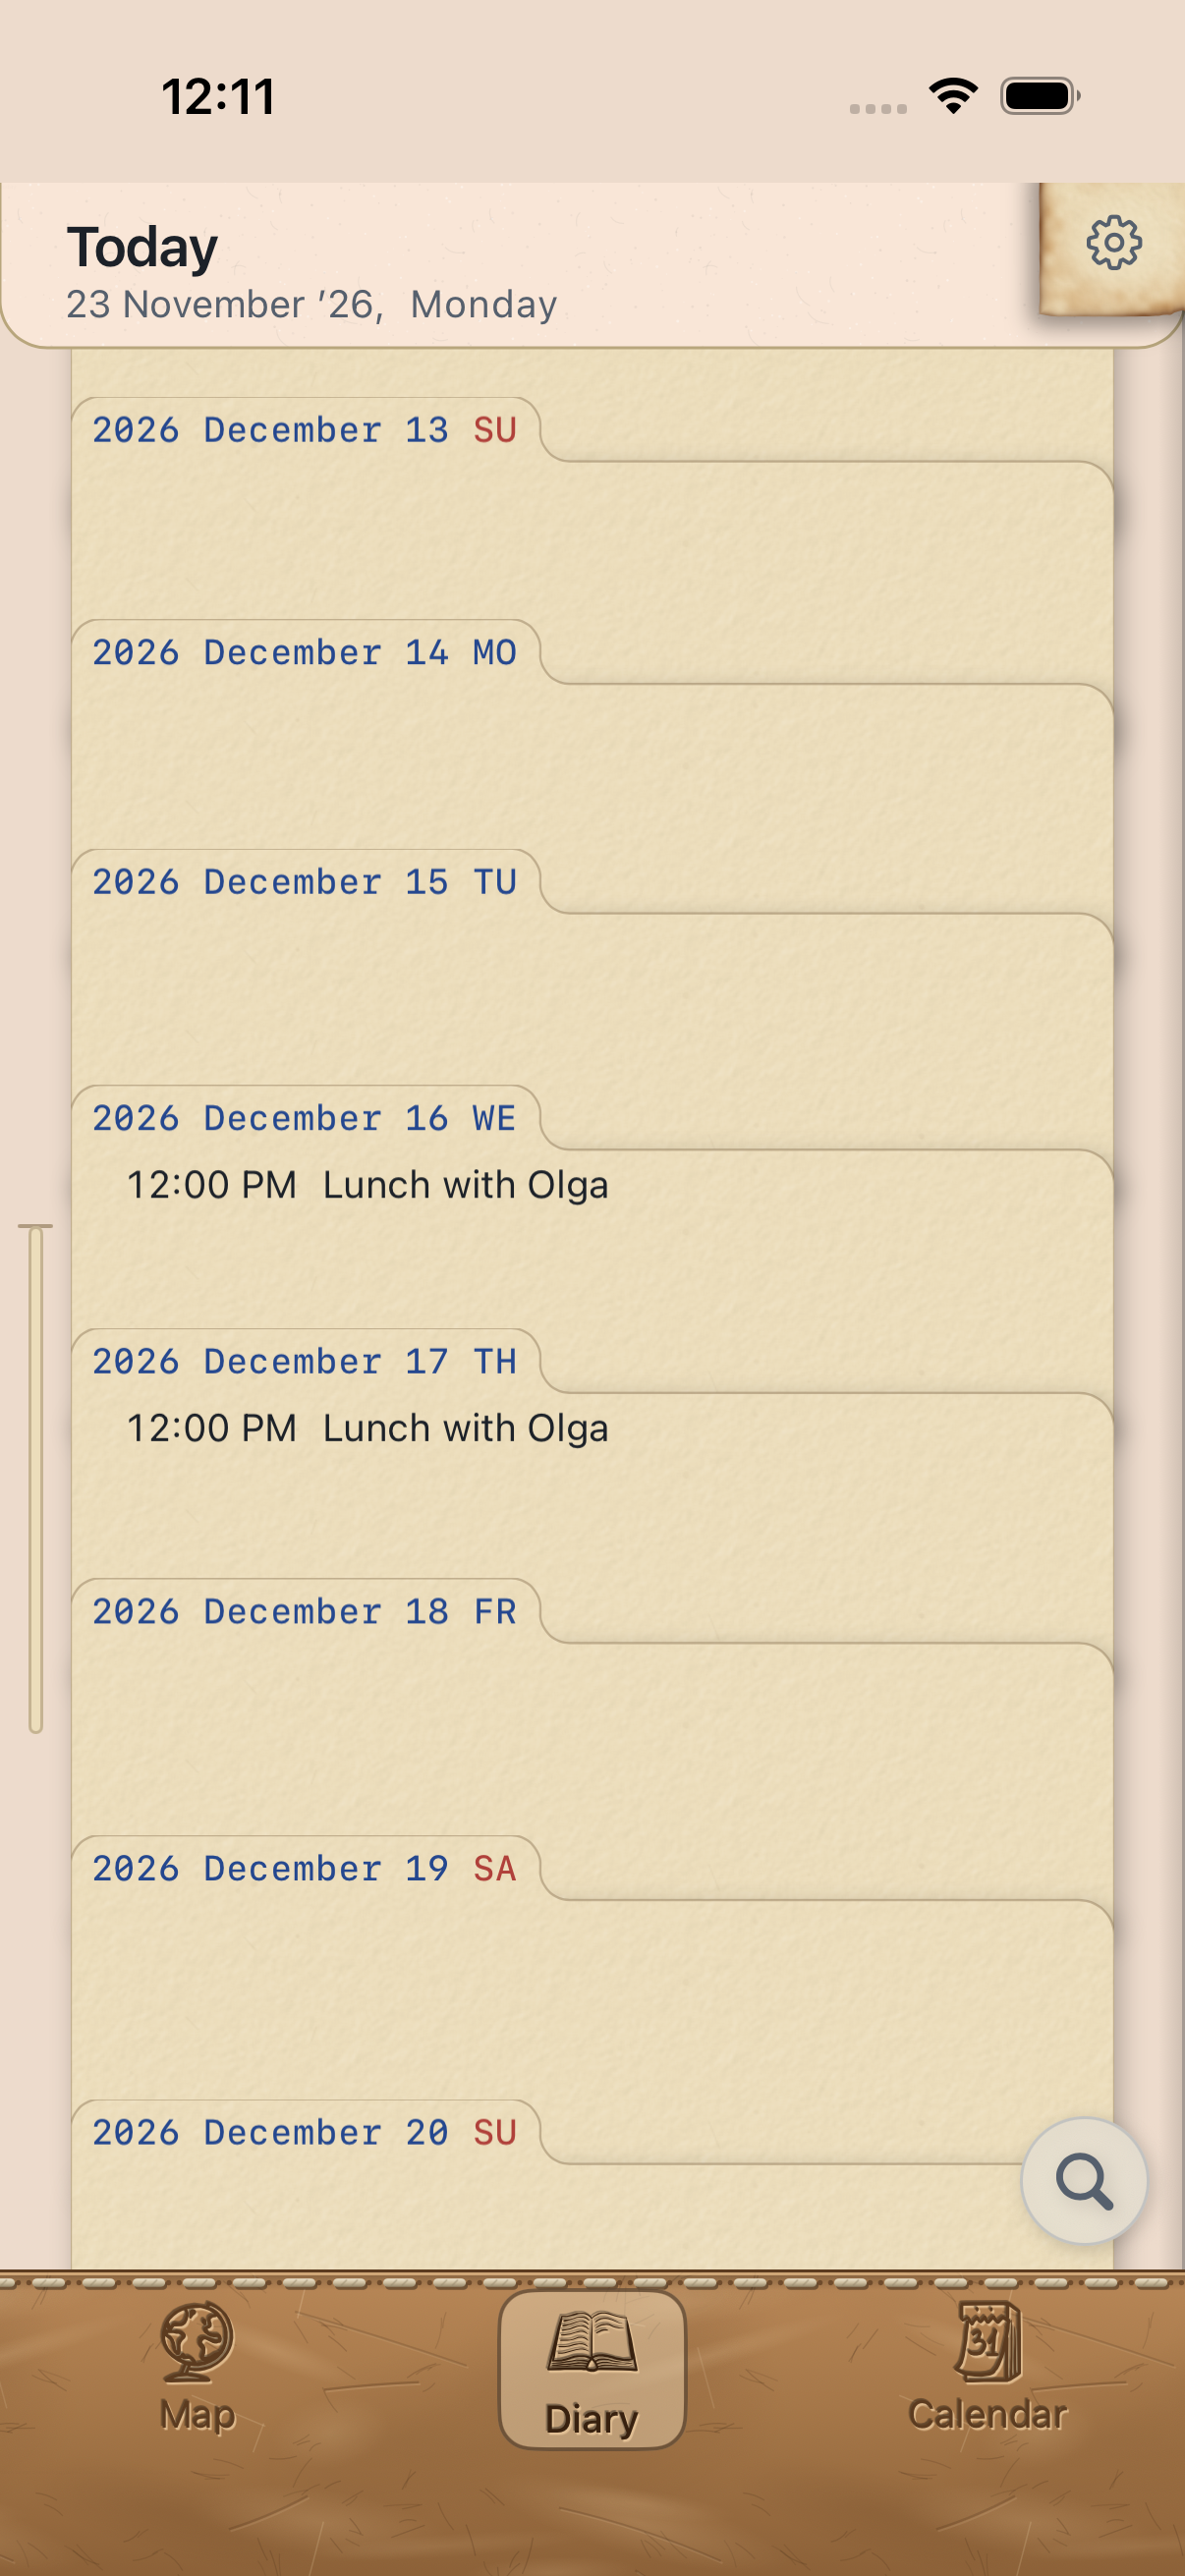 12:11
Today
23 November ’26, Monday
2026 December 13 SU
2026 December 14 MO
2026 December 15 TU
2026 December 16 WE
12:00 PM Lunch with Olga
2026 December 17 TH
12:00 PM Lunch with Olga
2026 December 18 FR
2026 December 19 SA
2026 December 20 SU
31
Map
Diary
Calendar